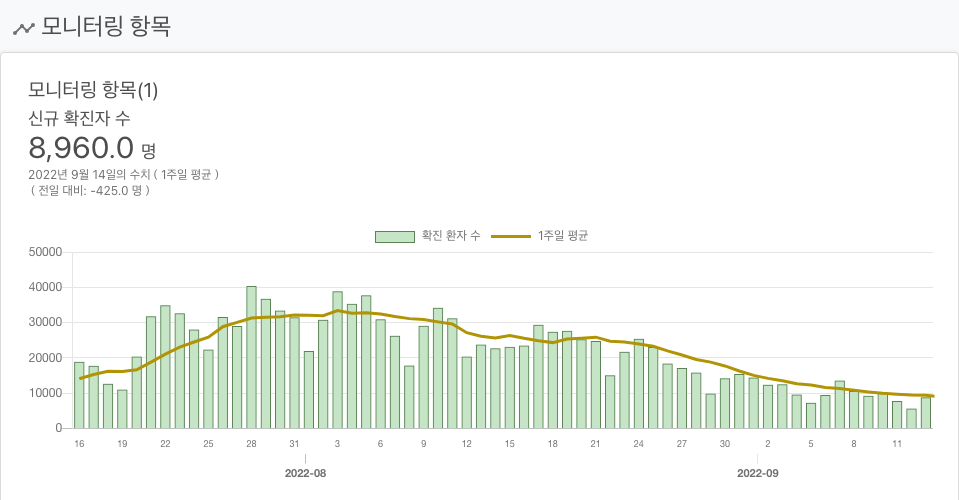 모니터링 항목
모니터링 항목(1)
신규 확진자 수
8,960.0 명
2022년 9월 14일의 수치 ( 1주일 평균 )
( 전일 대비: -425.0 명 )
확진 환자 수 1주일 평균
50000
40000
30000
20000
10000
0
16 19 22 25 28 31 3 6 9 12 15 18 21 24 27 30 2 5 8 11
2022-08 2022-09